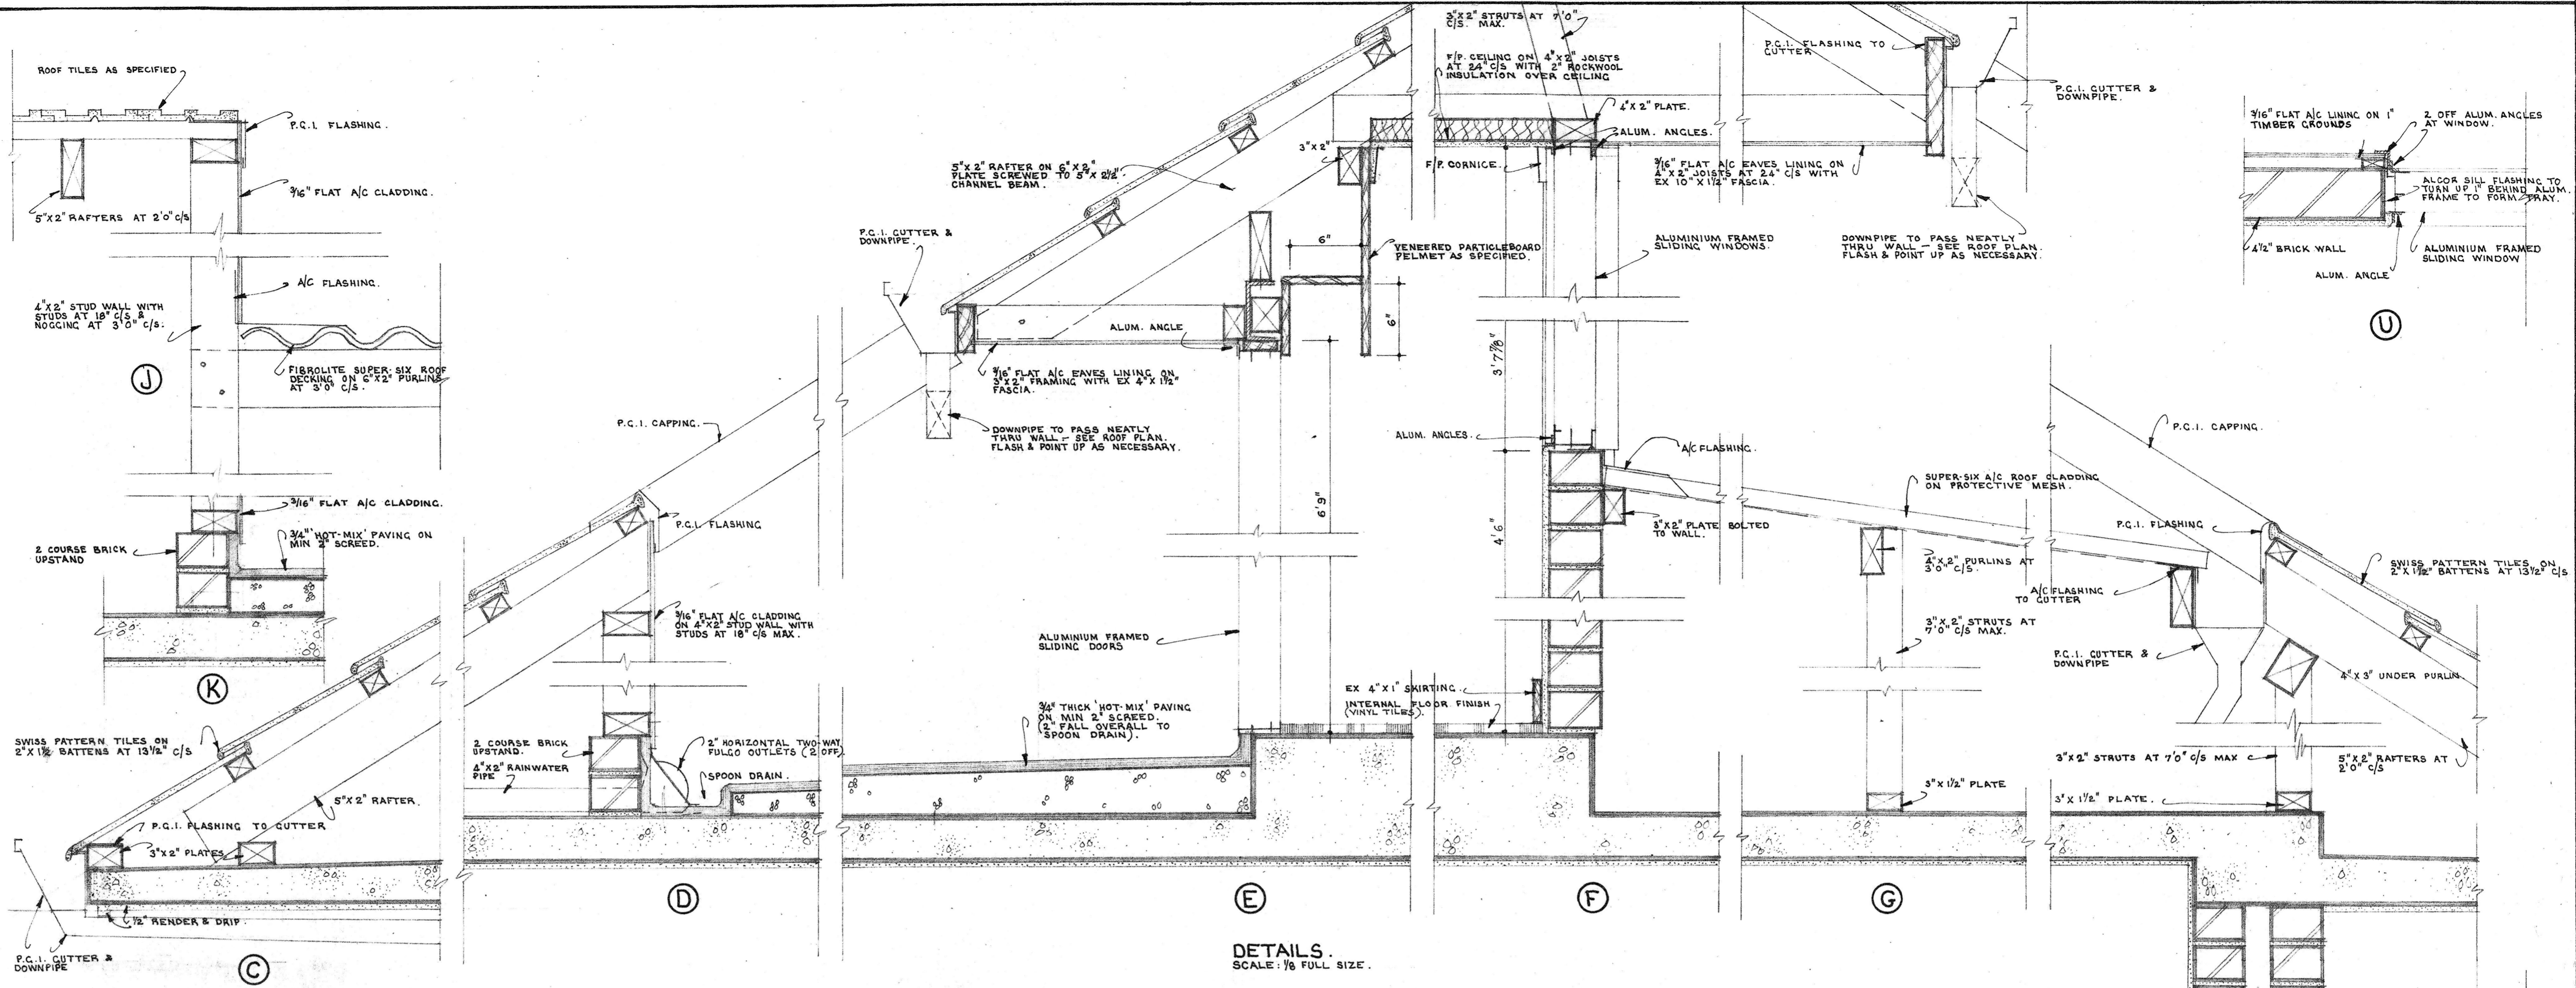 ROOF TILES AS SPECIFIED
P.G.I. FLASHING.
3/16" FLAT A/C CLADDING.
5"X2" RAFTERS AT 2'0" C/S
A/C FLASHING.
4"X2" STUD WALL WITH
STUDS AT 18" C/S &
NOGGING AT 3'0" C/S.
J
FIBROLITE SUPER-SIX ROOF
DECKING ON 6"X2" PURLINS
AT 3'0" C/S.
3/16" FLAT A/C CLADDING.
3/4" 'HOT-MIX' PAVING ON
MIN 2" SCREED.
2 COURSE BRICK
UPSTAND
K
SWISS PATTERN TILES ON
2"X1½" BATTENS AT 13½" C/S
5"X2" RAFTER.
P.G.I. FLASHING TO GUTTER
3"X2" PLATES
½" RENDER & DRIP
P.G.I. GUTTER &
DOWNPIPE
C
P.G.I. CAPPING.
P.G.I. FLASHING
3/16" FLAT A/C CLADDING
ON 4"X2" STUD WALL WITH
STUDS AT 18" C/S MAX.
2 COURSE BRICK
UPSTAND.
4"X2" RAINWATER
PIPE
2" HORIZONTAL TWO-WAY
FULGO OUTLETS (2 OFF)
SPOON DRAIN.
D
P.G.I. GUTTER &
DOWNPIPE.
5"X2" RAFTER ON 6"X2"
PLATE SCREWED TO 5"X2½"
CHANNEL BEAM.
3"X2"
6"
VENEERED PARTICLEBOARD
PELMET AS SPECIFIED.
6"
ALUM. ANGLE
3/16" FLAT A/C EAVES LINING ON
3"X2" FRAMING WITH EX 4"X1½"
FASCIA.
DOWNPIPE TO PASS NEATLY
THRU WALL - SEE ROOF PLAN.
FLASH & POINT UP AS NECESSARY.
6'9"
ALUMINIUM FRAMED
SLIDING DOORS
3/4" THICK 'HOT-MIX' PAVING
ON MIN 2" SCREED.
(2" FALL OVERALL TO
SPOON DRAIN).
E
3"X2" STRUTS AT 7'0"
C/S. MAX.
F/P. CEILING ON 4"X2" JOISTS
AT 24" C/S WITH 2" ROCKWOOL
INSULATION OVER CEILING
4"X2" PLATE.
ALUM. ANGLES.
F/P. CORNICE.
3/16" FLAT A/C EAVES LINING ON
4"X2" JOISTS AT 24" C/S WITH
EX 10"X1½" FASCIA.
ALUMINIUM FRAMED
SLIDING WINDOWS.
3'7⅞"
ALUM. ANGLES.
A/C FLASHING.
3"X2" PLATE BOLTED
TO WALL.
4'6"
EX 4"X1" SKIRTING.
INTERNAL FLOOR FINISH
(VINYL TILES).
F
P.G.I. FLASHING TO
GUTTER
P.G.I. GUTTER &
DOWNPIPE.
DOWNPIPE TO PASS NEATLY
THRU WALL - SEE ROOF PLAN.
FLASH & POINT UP AS NECESSARY.
SUPER-SIX A/C ROOF CLADDING
ON PROTECTIVE MESH.
4"X2" PURLINS AT
3'0" C/S.
3"X2" STRUTS AT
7'0" C/S MAX.
3"X1½" PLATE
G
P.G.I. CAPPING.
P.G.I. FLASHING
SWISS PATTERN TILES ON
2"X1½" BATTENS AT 13½" C/S
A/C FLASHING
TO GUTTER
P.G.I. GUTTER &
DOWNPIPE
4"X3" UNDER PURLIN
3"X2" STRUTS AT 7'0" C/S MAX
5"X2" RAFTERS AT
2'0" C/S
3"X1½" PLATE.
3/16" FLAT A/C LINING ON 1"
TIMBER GROUNDS
2 OFF ALUM. ANGLES
AT WINDOW.
ALCOR SILL FLASHING TO
TURN UP 1" BEHIND ALUM.
FRAME TO FORM TRAY.
4½" BRICK WALL
ALUMINIUM FRAMED
SLIDING WINDOW
ALUM. ANGLE
U
DETAILS.
SCALE: ⅛ FULL SIZE.